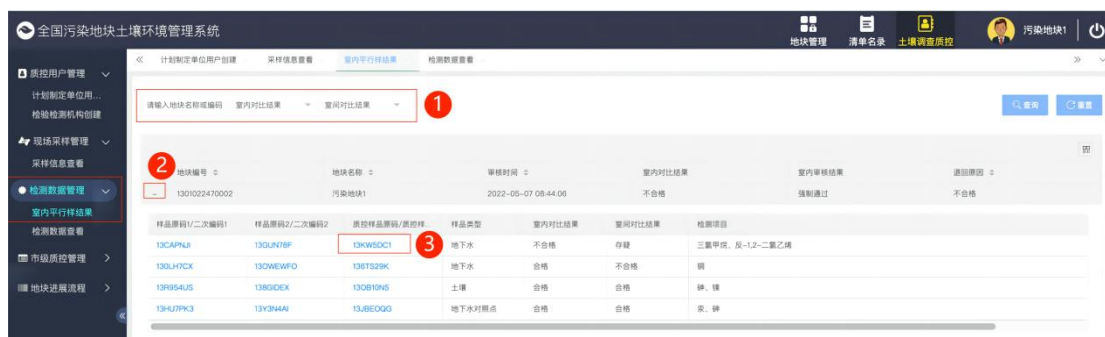 全国污染地块土壤环境管理系统
地块管理 清单名录 土壤调查质控 污染地块1
质控用户管理
计划制定单位用...
检验检测机构创建
现场采样管理
采样信息查看
检测数据管理
室内平行样结果
检测数据查看
市级质控管理
地块进展流程
计划制定单位用户创建 采样信息查看 室内平行样结果 检测数据查看
请输入地块名称或编码 室内对比结果 室间对比结果 1 查询 重置
2
地块编号 地块名称 审核时间 室内对比结果 室内审核结果 退回原因
1301022470002 污染地块1 2022-05-07 08:44:06 不合格 强制通过 不合格
样品原码1/二次编码1 样品原码2/二次编码2 质控样品原码/质控样... 样品类型 室内对比结果 室间对比结果 检测项目
13CAPNJI 13GUN78F 13KW5DC1 3 地下水 不合格 存疑 三氯甲烷、反-1,2-二氯乙烯
130LH7CX 13DWEWFO 136TS29K 地下水 合格 不合格 铜
13R954US 138GIDEX 13OB10N5 土壤 合格 合格 砷、镍
13HU7PK3 13Y3N4AI 13JBEOQG 地下水对照点 合格 合格 汞、砷